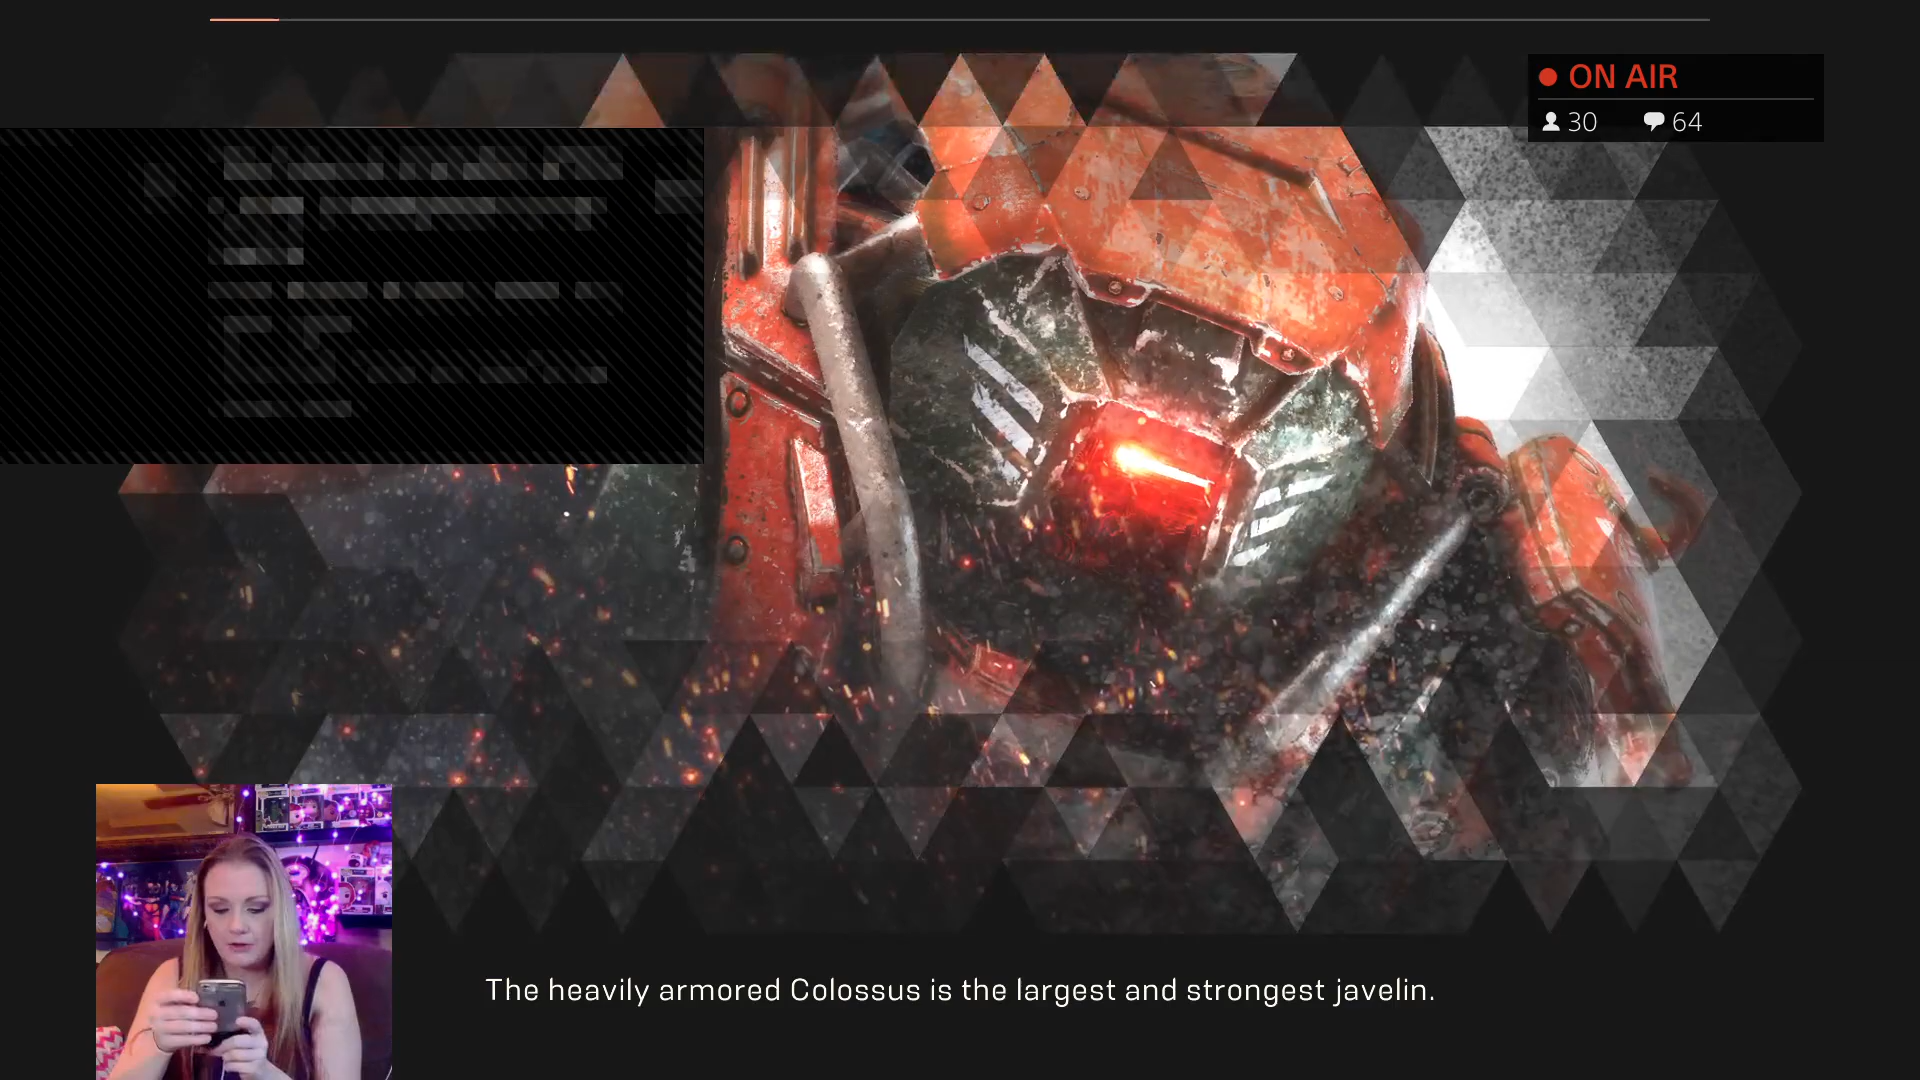 ON AIR
30 64
The heavily armored Colossus is the largest and strongest javelin.